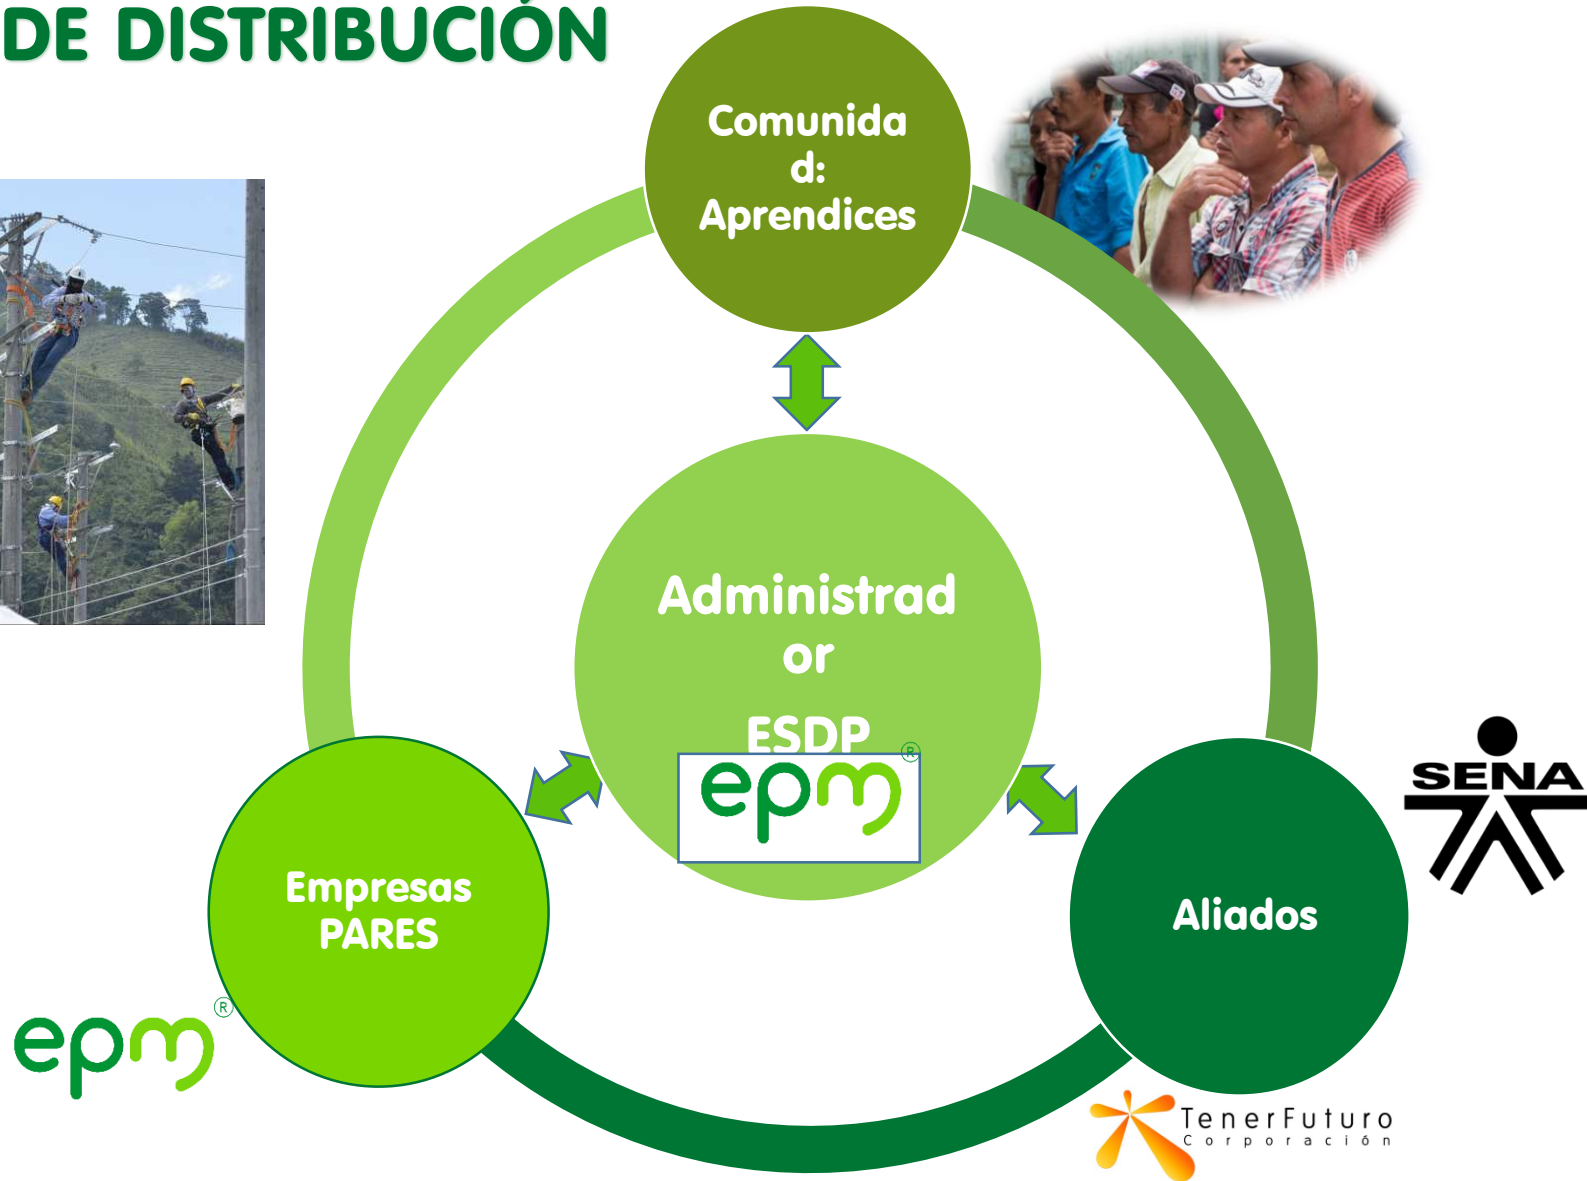 DE DISTRIBUCIÓN
Comunida
d:
Aprendices
Administrad
or
ESDP
epm®
Empresas
PARES
Aliados
SENA
epm®
TenerFuturo
Corporación